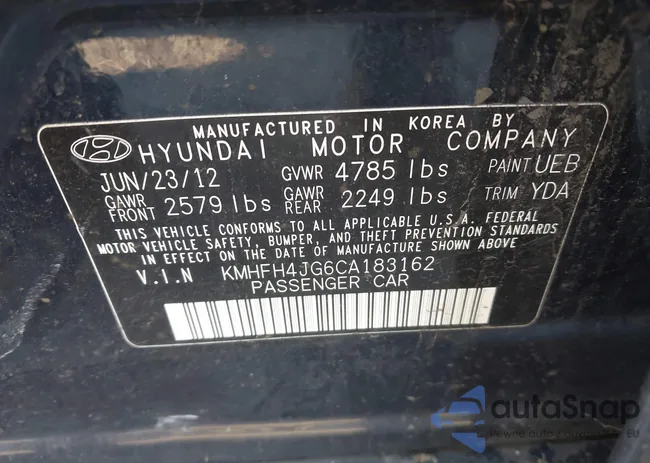 MANUFACTURED IN KOREA BY
HYUNDAI MOTOR COMPANY
JUN/23/12 GVWR 4785 lbs PAINT UEB
GAWR FRONT 2579 lbs GAWR REAR 2249 lbs TRIM YDA
THIS VEHICLE CONFORMS TO ALL APPLICABLE U.S.A. FEDERAL
MOTOR VEHICLE SAFETY, BUMPER, AND THEFT PREVENTION STANDARDS
IN EFFECT ON THE DATE OF MANUFACTURE SHOWN ABOVE
V.I.N KMHFH4JG6CA183162
PASSENGER CAR
autoSnap
Pewne auto